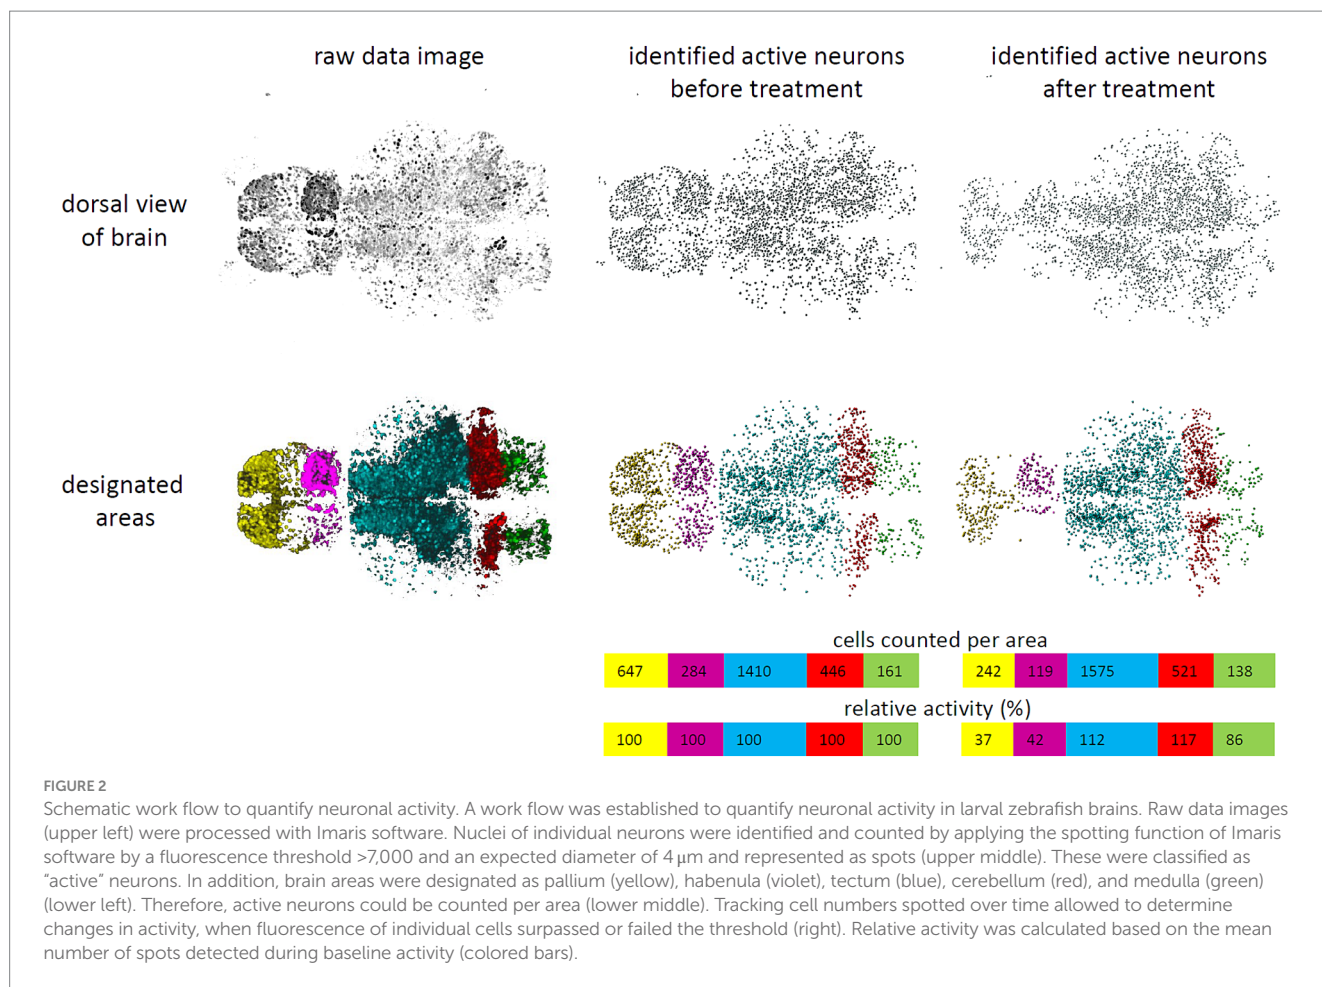 raw data image
identified active neurons
before treatment
identified active neurons
after treatment
dorsal view
of brain
designated
areas
cells counted per area
647 284 1410 446 161 242 119 1575 521 138
relative activity (%)
100 100 100 100 100 37 42 112 117 86
FIGURE 2
Schematic work flow to quantify neuronal activity. A work flow was established to quantify neuronal activity in larval zebrafish brains. Raw data images
(upper left) were processed with Imaris software. Nuclei of individual neurons were identified and counted by applying the spotting function of Imaris
software by a fluorescence threshold >7,000 and an expected diameter of 4 μm and represented as spots (upper middle). These were classified as
“active” neurons. In addition, brain areas were designated as pallium (yellow), habenula (violet), tectum (blue), cerebellum (red), and medulla (green)
(lower left). Therefore, active neurons could be counted per area (lower middle). Tracking cell numbers spotted over time allowed to determine
changes in activity, when fluorescence of individual cells surpassed or failed the threshold (right). Relative activity was calculated based on the mean
number of spots detected during baseline activity (colored bars).